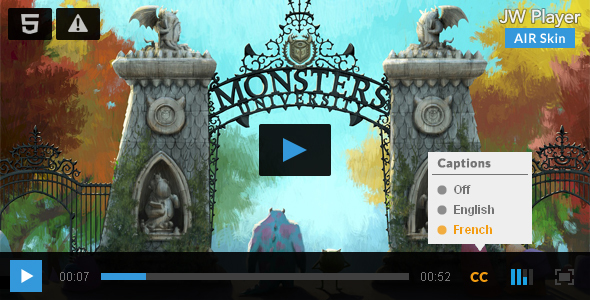 5
JW Player
AIR Skin
MONSTERS
UNIVERSITY
Captions
Off
English
French
00:07
00:52
CC